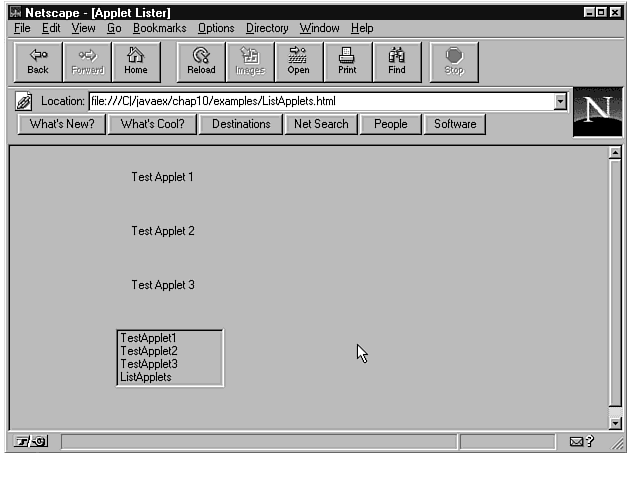 Netscape - [Applet Lister]
File Edit View Go Bookmarks Options Directory Window Help
Back Forward Home Reload Images Open Print Find Stop
Location: file:///C|/javaex/chap10/examples/ListApplets.html
N
What's New? What's Cool? Destinations Net Search People Software
Test Applet 1
Test Applet 2
Test Applet 3
TestApplet1
TestApplet2
TestApplet3
ListApplets
?